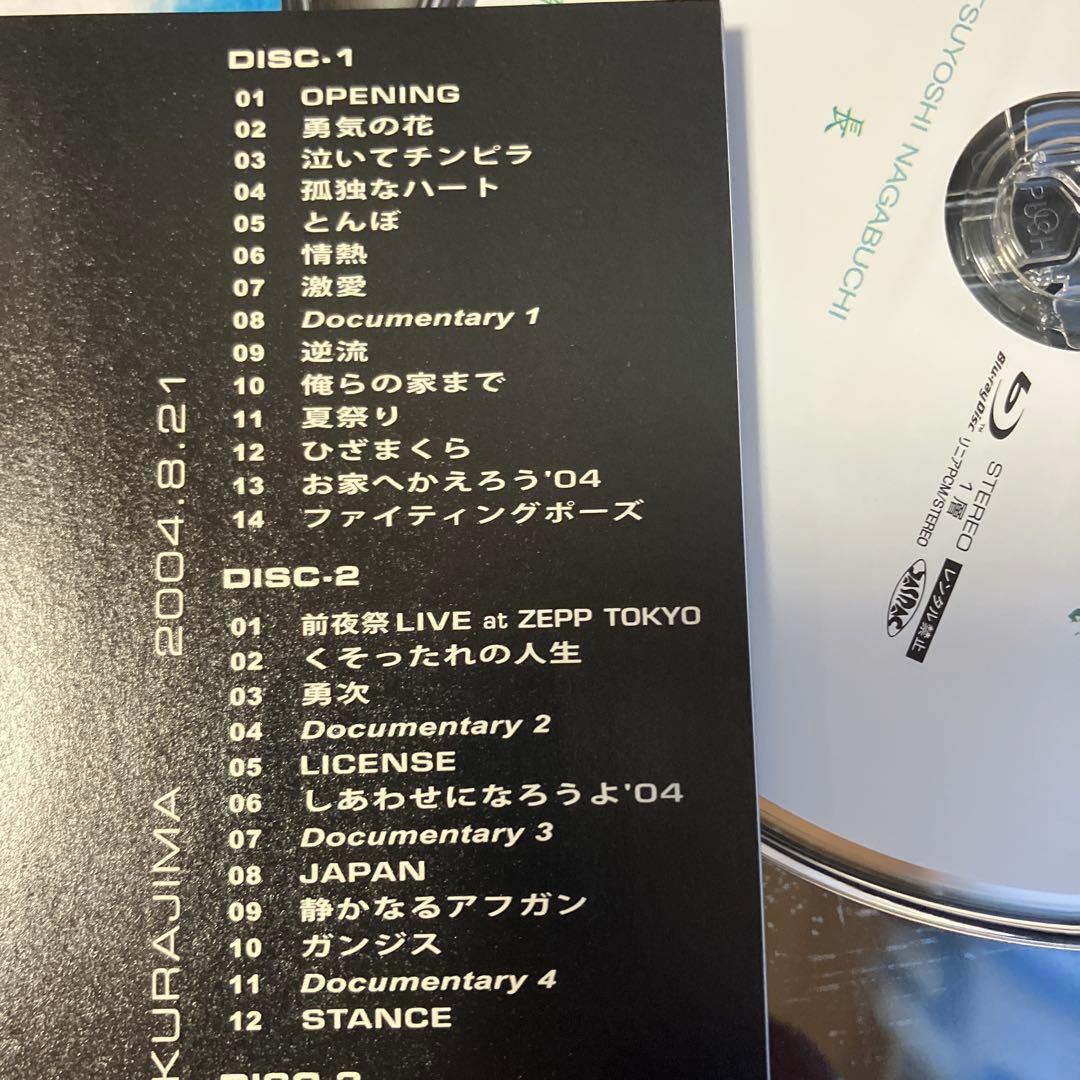 DISC-1
01 OPENING
02 勇気の花
03 泣いてチンピラ
04 孤独なハート
05 とんぼ
06 情熱
07 激愛
08 Documentary 1
09 逆流
10 俺らの家まで
11 夏祭り
12 ひざまくら
13 お家へかえろう'04
14 ファイティングポーズ
DISC-2
01 前夜祭LIVE at ZEPP TOKYO
02 くそったれの人生
03 勇次
04 Documentary 2
05 LICENSE
06 しあわせになろうよ'04
07 Documentary 3
08 JAPAN
09 静かなるアフガン
10 ガンジス
11 Documentary 4
12 STANCE
KURAJIMA 2004.8.21
TSUYOSHI NAGABUCHI
長
PUSH
Blu-ray Disc™
リニアPCM/STEREO
STEREO
1層
JASRAC
レンタル禁止